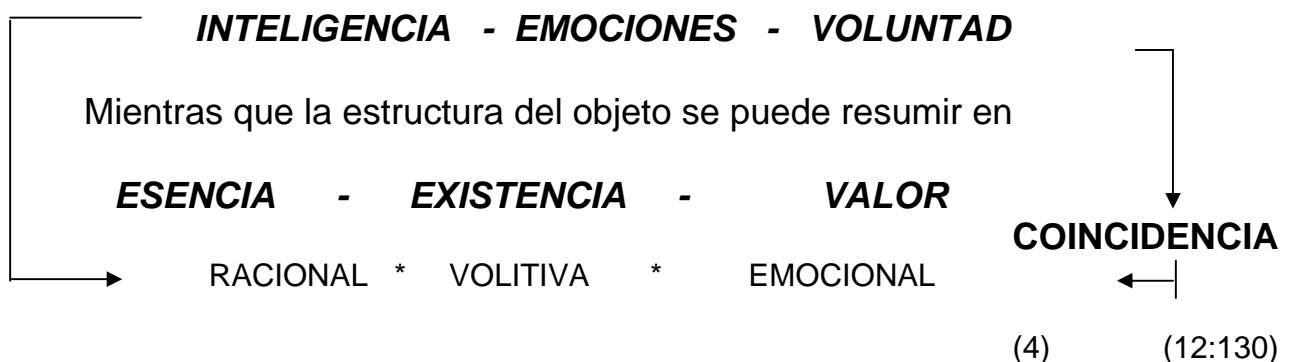 INTELIGENCIA - EMOCIONES - VOLUNTAD
Mientras que la estructura del objeto se puede resumir en
ESENCIA - EXISTENCIA - VALOR
COINCIDENCIA
RACIONAL * VOLITIVA * EMOCIONAL
(4) (12:130)